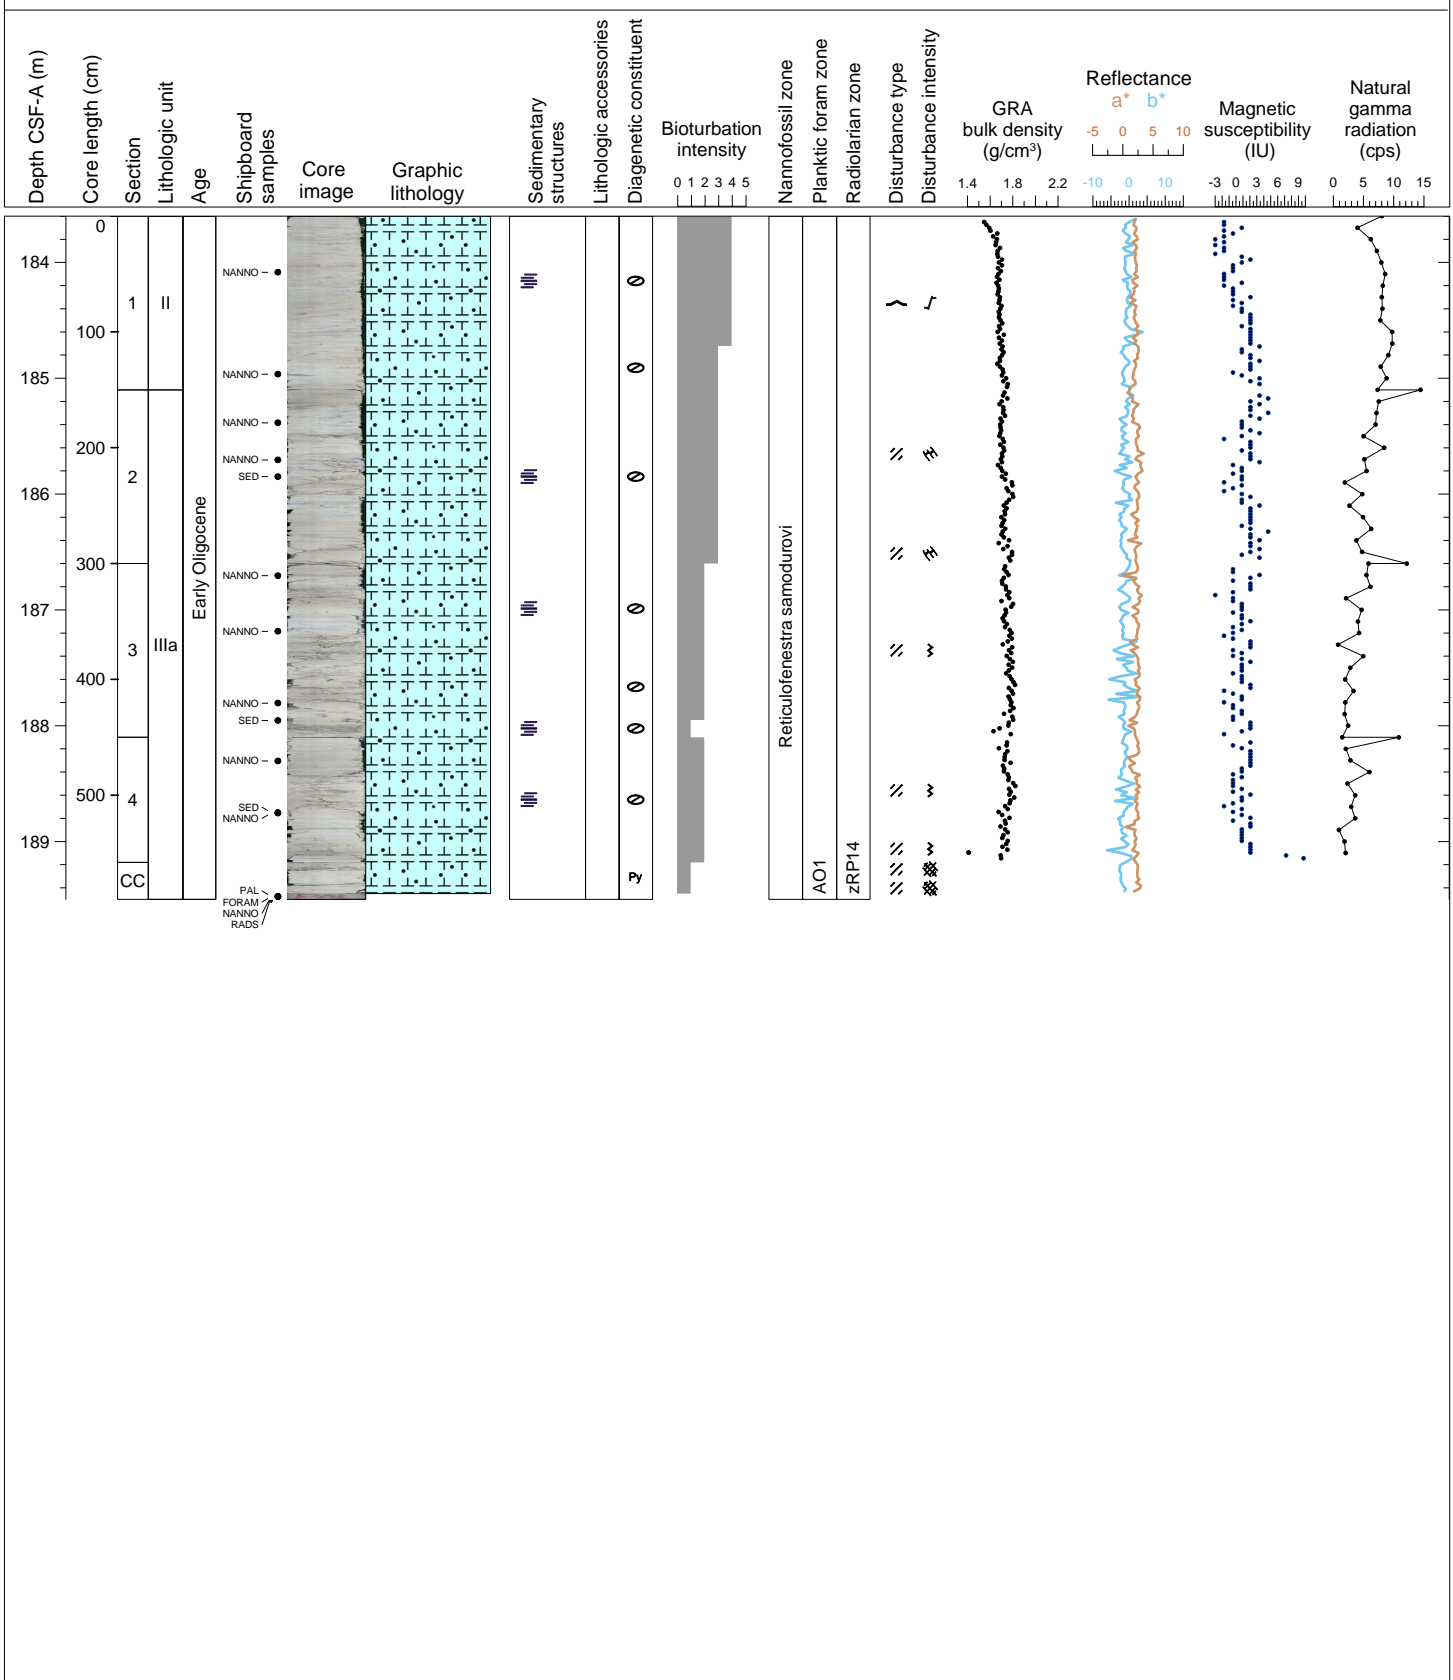 Depth CSF-A (m)
Core length (cm)
Section
Lithologic unit
Age
Shipboard
samples
Core
image
Graphic
lithology
Sedimentary
structures
Lithologic accessories
Diagenetic constituent
Bioturbation
intensity
0 1 2 3 4 5
Nannofossil zone
Planktic foram zone
Radiolarian zone
Disturbance type
Disturbance intensity
GRA
bulk density
(g/cm³)
1.4 1.8 2.2
Reflectance
a* b*
-5 0 5 10
-10 0 10
Magnetic
susceptibility
(IU)
-3 0 3 6 9
Natural
gamma
radiation
(cps)
0 5 10 15
184
185
186
187
188
189
0
100
200
300
400
500
1
2
3
4
CC
II
IIIa
Early Oligocene
NANNO
NANNO
NANNO
NANNO
SED
NANNO
NANNO
NANNO
SED
NANNO
SED
NANNO
PAL
FORAM
NANNO
RADS
Py
Reticulofenestra samodurovi
AO1
zRP14